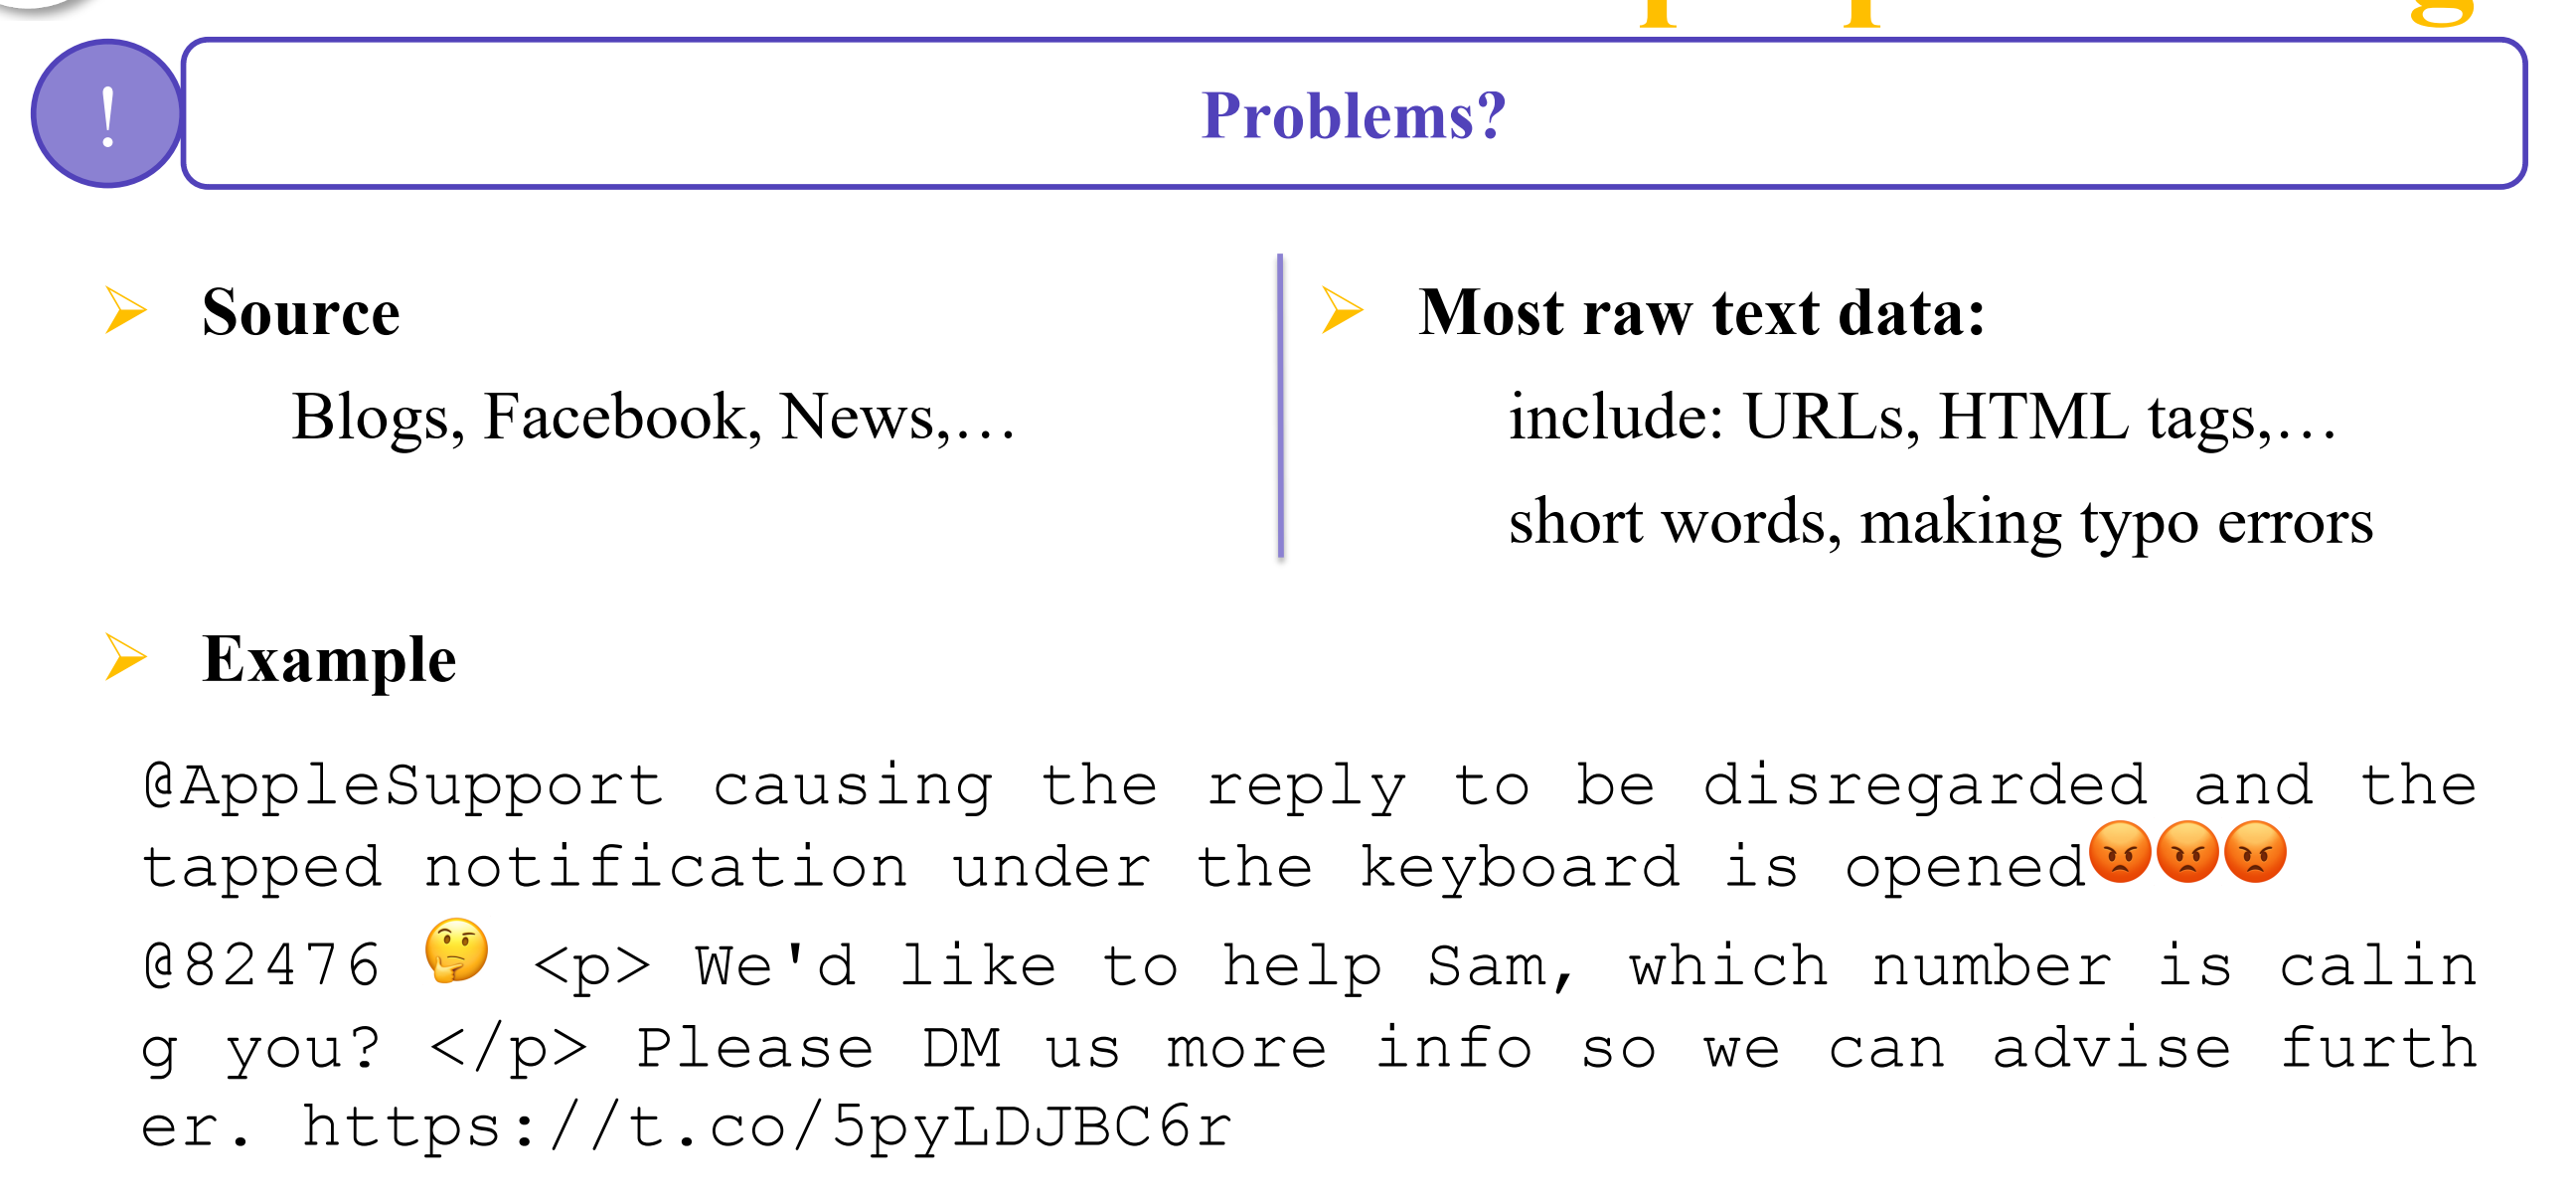 !
Problems?
➢ Source
Blogs, Facebook, News,…
➢ Most raw text data:
include: URLs, HTML tags,…
short words, making typo errors
➢ Example
@AppleSupport causing the reply to be disregarded and the
tapped notification under the keyboard is opened😡😡😡
@82476 🤔 <p> We'd like to help Sam, which number is calin
g you? </p> Please DM us more info so we can advise furth
er. https://t.co/5pyLDJBC6r